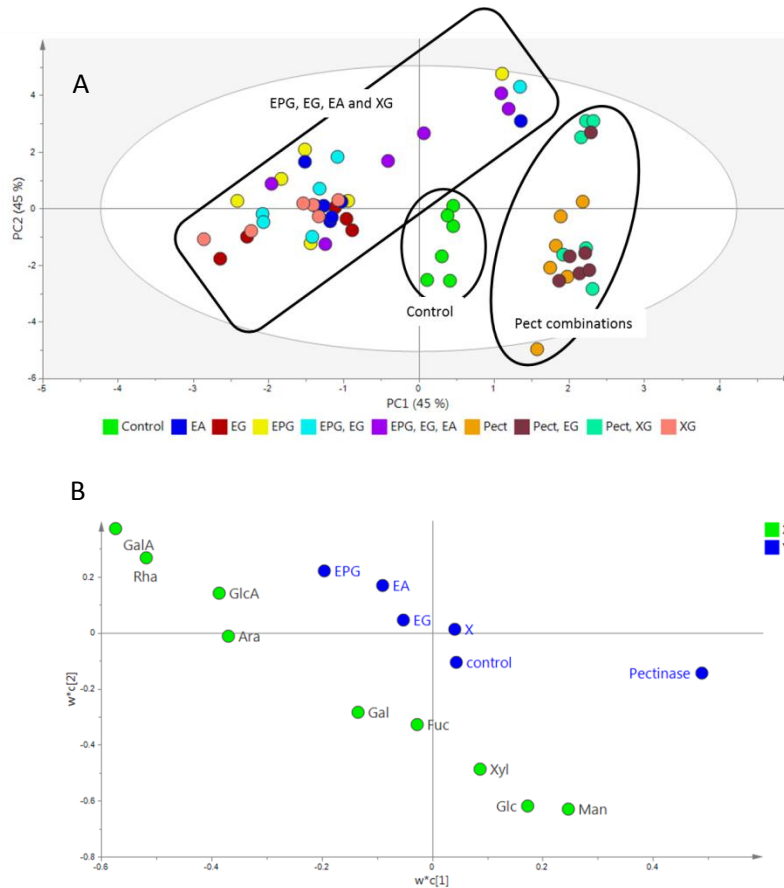 A
EPG, EG, EA and XG
Control
Pect combinations
PC2 (45 %)
4
2
0
-2
-4
-6
-5
-4
-3
-2
-1
0
1
2
3
4
PC1 (45 %)
Control EA EG EPG EPG, EG EPG, EG, EA Pect Pect, EG Pect, XG XG
B
GalA
Rha
GlcA
Ara
EPG
EA
EG
X
control
Pectinase
Gal
Fuc
Xyl
Glc
Man
w*c[2]
0.2
0
-0.2
-0.4
-0.6
-0.8
-0.6
-0.4
-0.2
0
0.2
0.4
w*c[1]